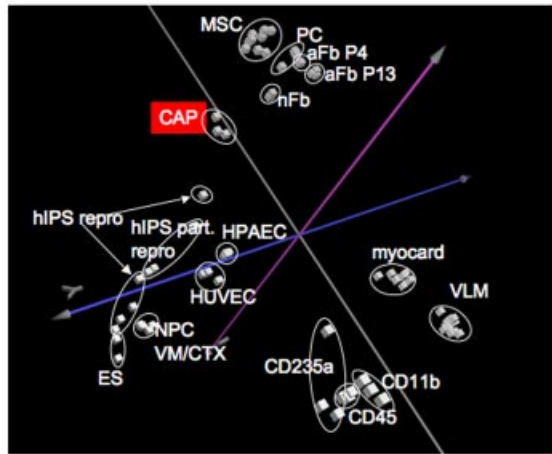 MSC
PC
aFb P4
aFb P13
nFb
CAP
hIPS repro
hIPS part.
repro
HPAEC
HUVEC
myocard
VLM
NPC
VM/CTX
ES
CD235a
CD11b
CD45